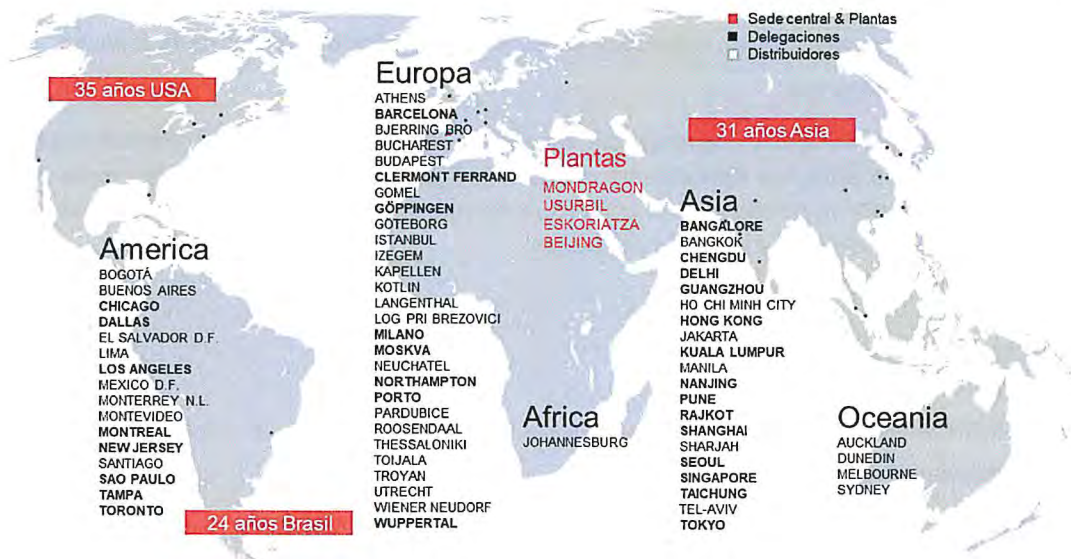 Sede central & Plantas
Delegaciones
Distribuidores
35 años USA
31 años Asia
24 años Brasil
America
BOGOTÁ
BUENOS AIRES
CHICAGO
DALLAS
EL SALVADOR D.F.
LIMA
LOS ANGELES
MEXICO D.F.
MONTERREY N.L.
MONTEVIDEO
MONTREAL
NEW JERSEY
SANTIAGO
SAO PAULO
TAMPA
TORONTO
Europa
ATHENS
BARCELONA
BJERRING BRO
BUCHAREST
BUDAPEST
CLERMONT FERRAND
GOMEL
GÖPPINGEN
GOTEBORG
ISTANBUL
IZEGEM
KAPELLEN
KOTLIN
LANGENTHAL
LOG PRI BREZOVICI
MILANO
MOSKVA
NEUCHATEL
NORTHAMPTON
PORTO
PARDUBICE
ROOSENDAAL
THESSALONIKI
TOIJALA
TROYAN
UTRECHT
WIENER NEUDORF
WUPPERTAL
Plantas
MONDRAGON
USURBIL
ESKORIATZA
BEIJING
Africa
JOHANNESBURG
Asia
BANGALORE
BANGKOK
CHENGDU
DELHI
GUANGZHOU
HO CHI MINH CITY
HONG KONG
JAKARTA
KUALA LUMPUR
MANILA
NANJING
PUNE
RAJKOT
SHANGHAI
SHARJAH
SEOUL
SINGAPORE
TAICHUNG
TEL-AVIV
TOKYO
Oceania
AUCKLAND
DUNEDIN
MELBOURNE
SYDNEY